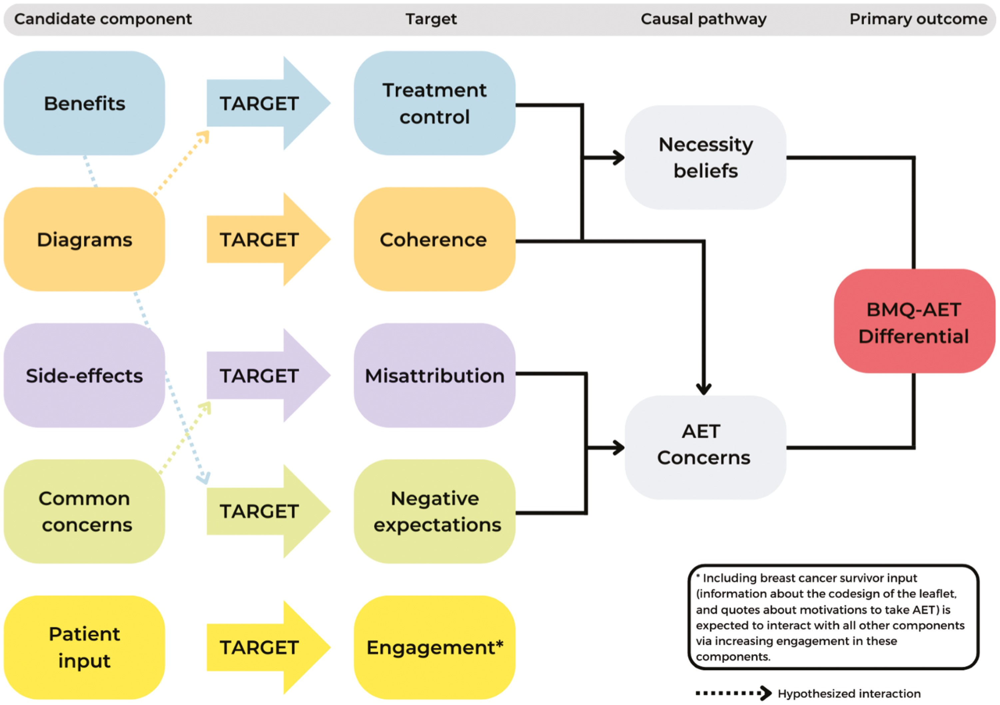 Candidate component
Target
Causal pathway
Primary outcome
Benefits
TARGET
Treatment
control
Necessity
beliefs
Diagrams
TARGET
Coherence
BMQ-AET
Differential
Side-effects
TARGET
Misattribution
AET
Concerns
Common
concerns
TARGET
Negative
expectations
Patient
input
TARGET
Engagement*
* Including breast cancer survivor input
(information about the codesign of the leaflet,
and quotes about motivations to take AET) is
expected to interact with all other components
via increasing engagement in these
components.
Hypothesized interaction